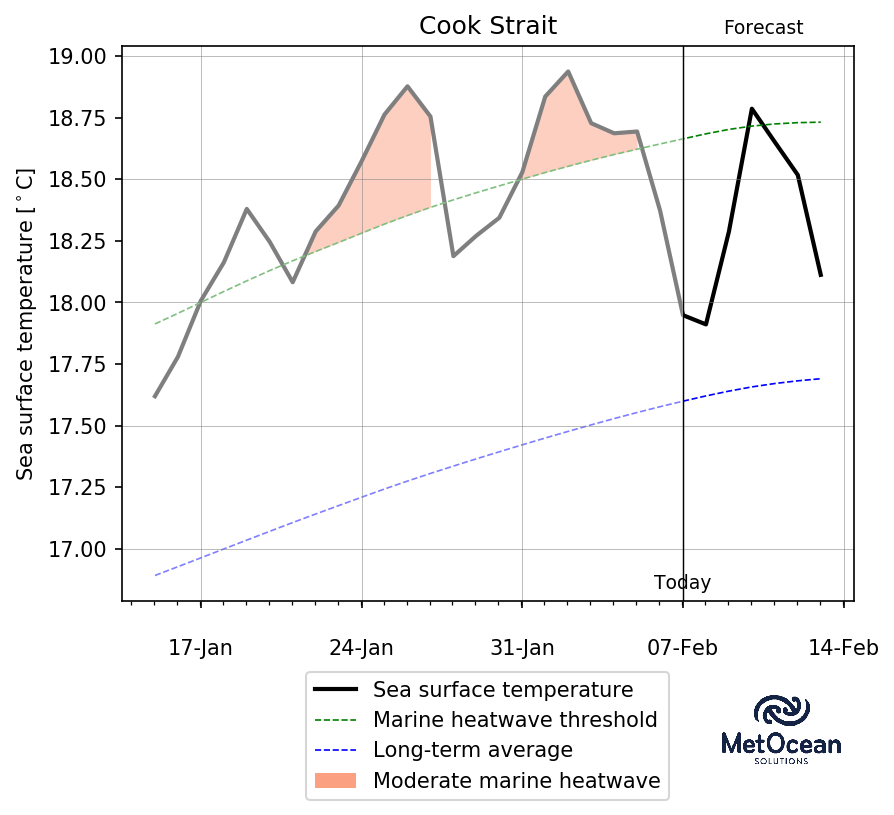 Cook Strait
Forecast
Sea surface temperature [°C]
19.00
18.75
18.50
18.25
18.00
17.75
17.50
17.25
17.00
Today
17-Jan
24-Jan
31-Jan
07-Feb
14-Feb
Sea surface temperature
Marine heatwave threshold
Long-term average
Moderate marine heatwave
MetOcean
SOLUTIONS